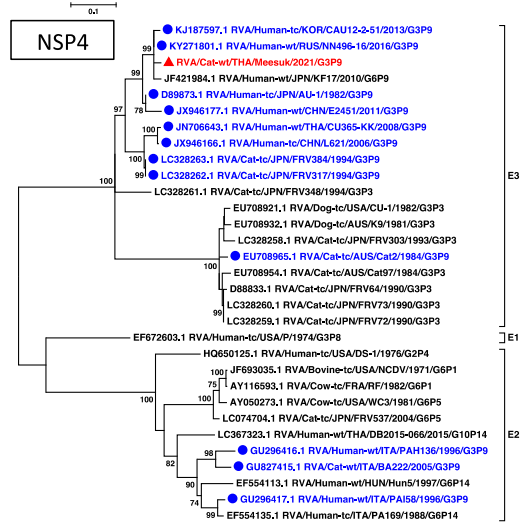 0.1
NSP4
KJ187597.1 RVA/Human-tc/KOR/CAU12-2-51/2013/G3P9
KY271801.1 RVA/Human-wt/RUS/NN496-16/2016/G3P9
RVA/Cat-wt/THA/Meesuk/2021/G3P9
JF421984.1 RVA/Human-wt/JPN/KF17/2010/G6P9
D89873.1 RVA/Human-tc/JPN/AU-1/1982/G3P9
JX946177.1 RVA/Human-wt/CHN/E2451/2011/G3P9
JN706643.1 RVA/Human-wt/THA/CU365-KK/2008/G3P9
JX946166.1 RVA/Human-tc/CHN/L621/2006/G3P9
LC328263.1 RVA/Cat-tc/JPN/FRV384/1994/G3P9
LC328262.1 RVA/Cat-tc/JPN/FRV317/1994/G3P9
LC328261.1 RVA/Cat-tc/JPN/FRV348/1994/G3P3
EU708921.1 RVA/Dog-tc/USA/CU-1/1982/G3P3
EU708932.1 RVA/Dog-tc/AUS/K9/1981/G3P3
LC328258.1 RVA/Cat-tc/JPN/FRV303/1993/G3P3
EU708965.1 RVA/Cat-tc/AUS/Cat2/1984/G3P9
EU708954.1 RVA/Cat-tc/AUS/Cat97/1984/G3P3
D88833.1 RVA/Cat-tc/JPN/FRV64/1990/G3P3
LC328260.1 RVA/Cat-tc/JPN/FRV73/1990/G3P3
LC328259.1 RVA/Cat-tc/JPN/FRV72/1990/G3P3
EF672603.1 RVA/Human-tc/USA/P/1974/G3P8
HQ650125.1 RVA/Human-tc/USA/DS-1/1976/G2P4
JF693035.1 RVA/Bovine-tc/USA/NCDV/1971/G6P1
AY116593.1 RVA/Cow-tc/FRA/RF/1982/G6P1
AY050273.1 RVA/Cow-tc/USA/WC3/1981/G6P5
LC074704.1 RVA/Cat-tc/JPN/FRV537/2004/G6P5
LC367323.1 RVA/Human-wt/THA/DB2015-066/2015/G10P14
GU296416.1 RVA/Human-wt/ITA/PAH136/1996/G3P9
GU827415.1 RVA/Cat-wt/ITA/BA222/2005/G3P9
EF554113.1 RVA/Human-wt/HUN/Hun5/1997/G6P14
GU296417.1 RVA/Human-wt/ITA/PAI58/1996/G3P9
EF554135.1 RVA/Human-tc/ITA/PA169/1988/G6P14
99
99
97
78
100
100
99
100
100
99
100
75
100
100
82
98
90
74
99
E3
E1
E2